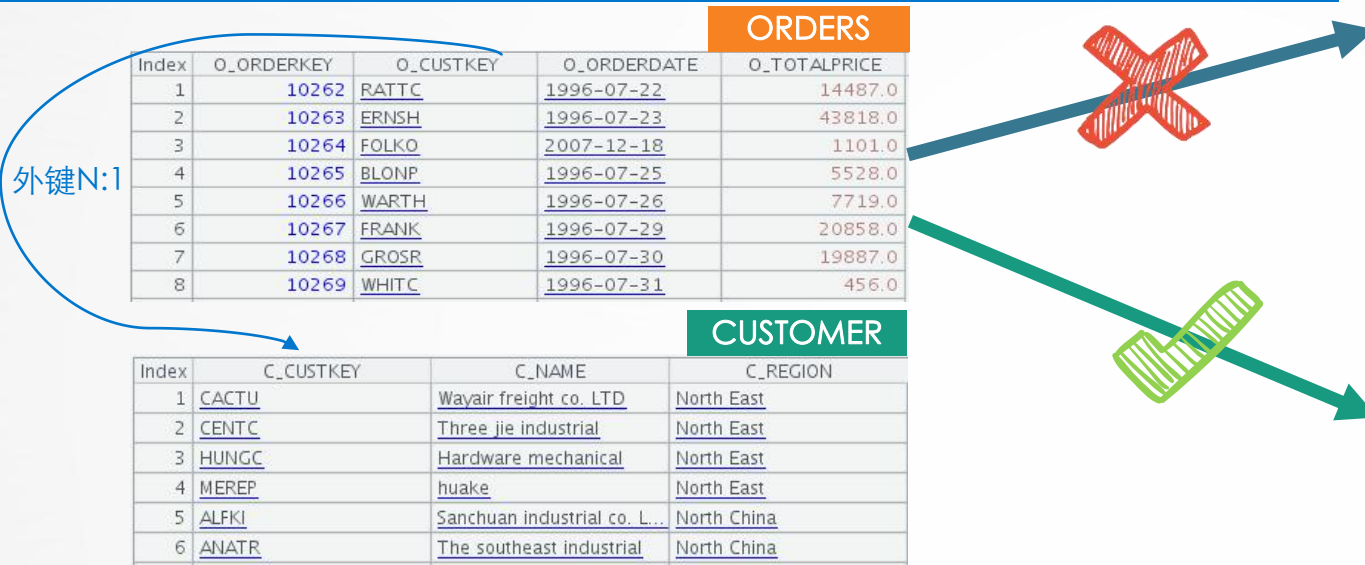 ORDERS
Index O_ORDERKEY O_CUSTKEY O_ORDERDATE O_TOTALPRICE
1 10262 RATTC 1996-07-22 14487.0
2 10263 ERNSH 1996-07-23 43818.0
3 10264 FOLKO 2007-12-18 1101.0
4 10265 BLONP 1996-07-25 5528.0
5 10266 WARTH 1996-07-26 7719.0
6 10267 FRANK 1996-07-29 20858.0
7 10268 GROSR 1996-07-30 19887.0
8 10269 WHITC 1996-07-31 456.0
外键N:1
CUSTOMER
Index C_CUSTKEY C_NAME C_REGION
1 CACTU Wayair freight co. LTD North East
2 CENTC Three jie industrial North East
3 HUNGC Hardware mechanical North East
4 MEREP huake North East
5 ALFKI Sanchuan industrial co. L... North China
6 ANATR The southeast industrial North China